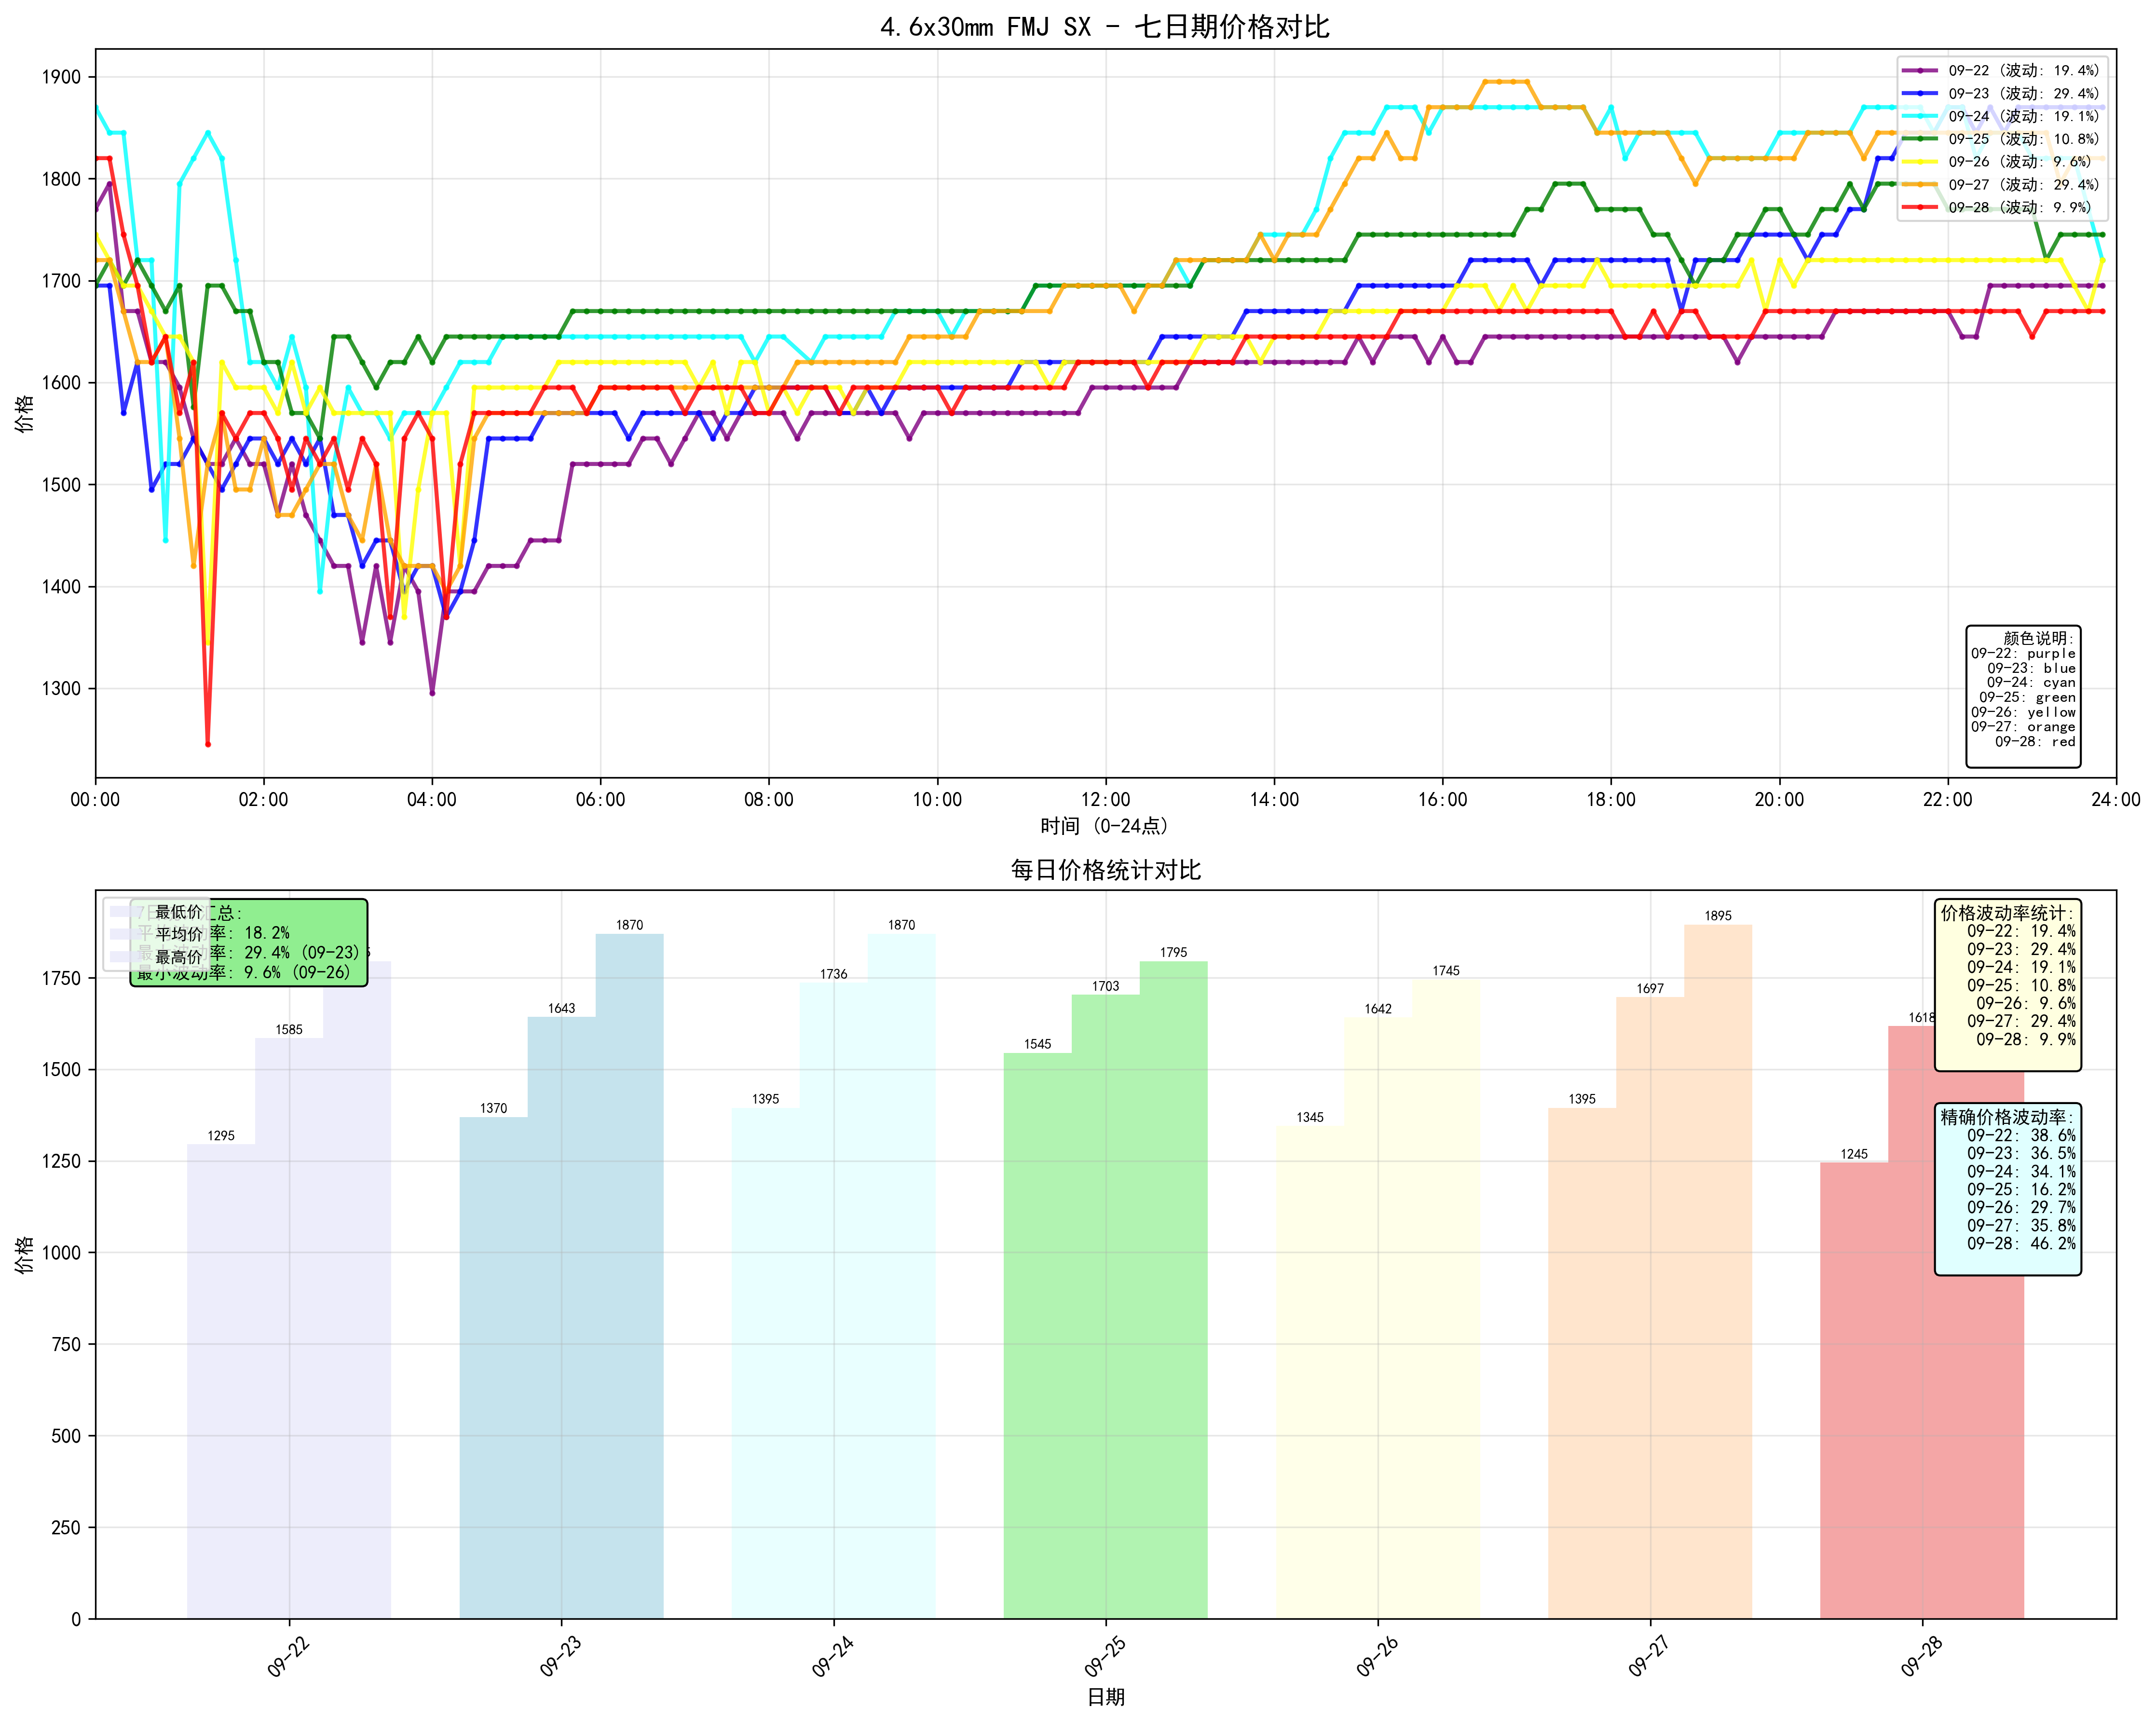 4.6x30mm FMJ SX - 七日期价格对比
价格
1900
1800
1700
1600
1500
1400
1300
09-22 (波动: 19.4%)
09-23 (波动: 29.4%)
09-24 (波动: 19.1%)
09-25 (波动: 10.8%)
09-26 (波动: 9.6%)
09-27 (波动: 29.4%)
09-28 (波动: 9.9%)
颜色说明:
09-22: purple
09-23: blue
09-24: cyan
09-25: green
09-26: yellow
09-27: orange
09-28: red
00:00 02:00 04:00 06:00 08:00 10:00 12:00 14:00 16:00 18:00 20:00 22:00 24:00
时间 (0-24点)
每日价格统计对比
价格
1750
1500
1250
1000
750
500
250
0
最低价
平均价
最高价
汇总:
率: 18.2%
29.4% (09-23)
最小波动率: 9.6% (09-26)
1295 1585
1370 1643 1870
1395 1736 1870
1545 1703 1795
1345 1642 1745
1395 1697 1895
1245 1618
价格波动率统计:
09-22: 19.4%
09-23: 29.4%
09-24: 19.1%
09-25: 10.8%
09-26: 9.6%
09-27: 29.4%
09-28: 9.9%
精确价格波动率:
09-22: 38.6%
09-23: 36.5%
09-24: 34.1%
09-25: 16.2%
09-26: 29.7%
09-27: 35.8%
09-28: 46.2%
09-22 09-23 09-24 09-25 09-26 09-27 09-28
日期